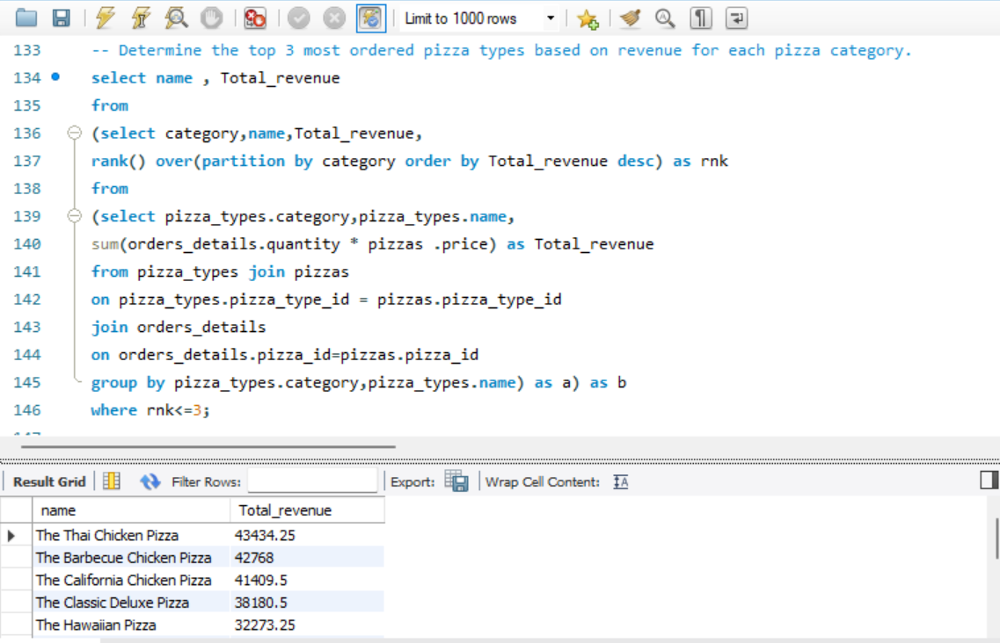 Limit to 1000 rows
133 -- Determine the top 3 most ordered pizza types based on revenue for each pizza category.
134 select name , Total_revenue
135 from
136 (select category,name,Total_revenue,
137 rank() over(partition by category order by Total_revenue desc) as rnk
138 from
139 (select pizza_types.category,pizza_types.name,
140 sum(orders_details.quantity * pizzas .price) as Total_revenue
141 from pizza_types join pizzas
142 on pizza_types.pizza_type_id = pizzas.pizza_type_id
143 join orders_details
144 on orders_details.pizza_id=pizzas.pizza_id
145 group by pizza_types.category,pizza_types.name) as a) as b
146 where rnk<=3;
Result Grid Filter Rows: Export: Wrap Cell Content: IA
name Total_revenue
The Thai Chicken Pizza 43434.25
The Barbecue Chicken Pizza 42768
The California Chicken Pizza 41409.5
The Classic Deluxe Pizza 38180.5
The Hawaiian Pizza 32273.25